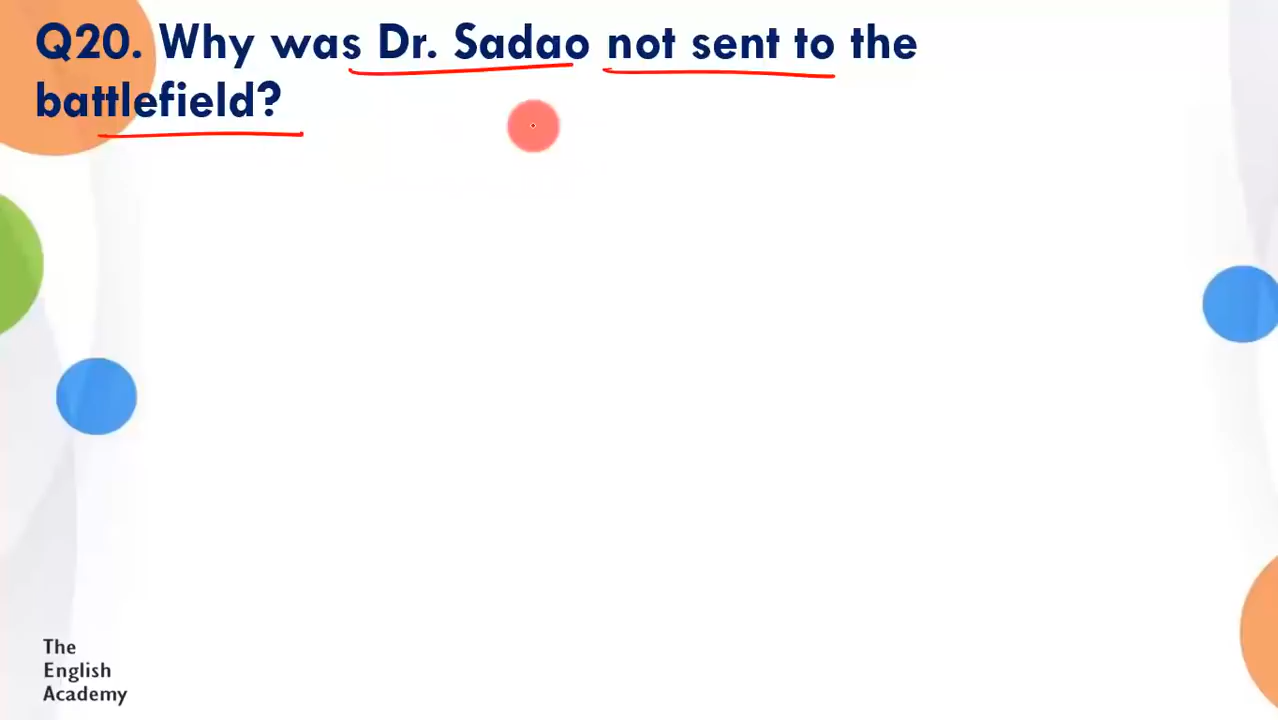 Q20. Why was Dr. Sadao not sent to the
battlefield?
The
English
Academy